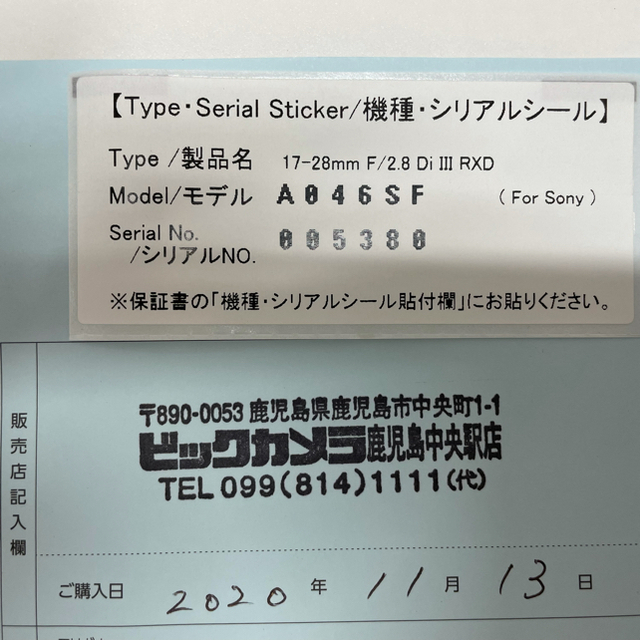 【Type・Serial Sticker/機種・シリアルシール】
Type /製品名 17-28mm F/2.8 Di III RXD
Model/モデル A046SF ( For Sony )
Serial No. 005380
/シリアルNO.
※保証書の「機種・シリアルシール貼付欄」にお貼りください。
販売店記入欄
〒890-0053 鹿児島県鹿児島市中央町1-1
ビックカメラ鹿児島中央駅店
TEL 099(814)1111(代)
ご購入日 2020 年 11 月 13 日